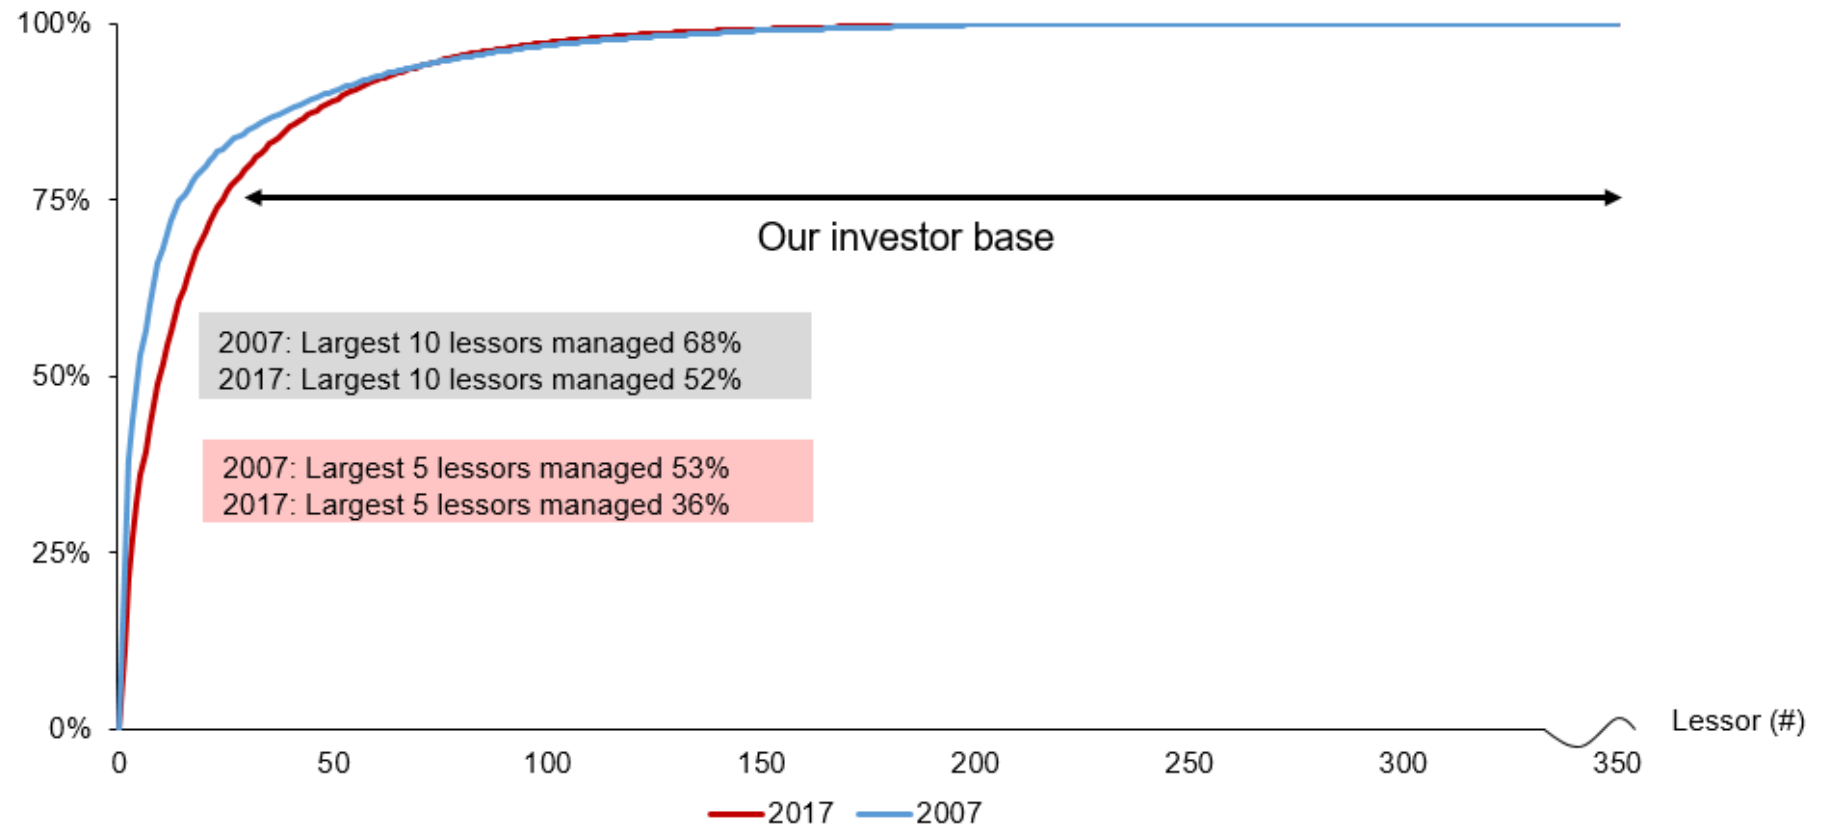 100%
75%
Our investor base
2007: Largest 10 lessors managed 68%
50%
2017: Largest 10 lessors managed 52%
2007: Largest 5 lessors managed 53%
2017: Largest 5 lessors managed 36%
25%
0%
Lessor (#)
0 50 100 150 200 250 300 350
2017 2007